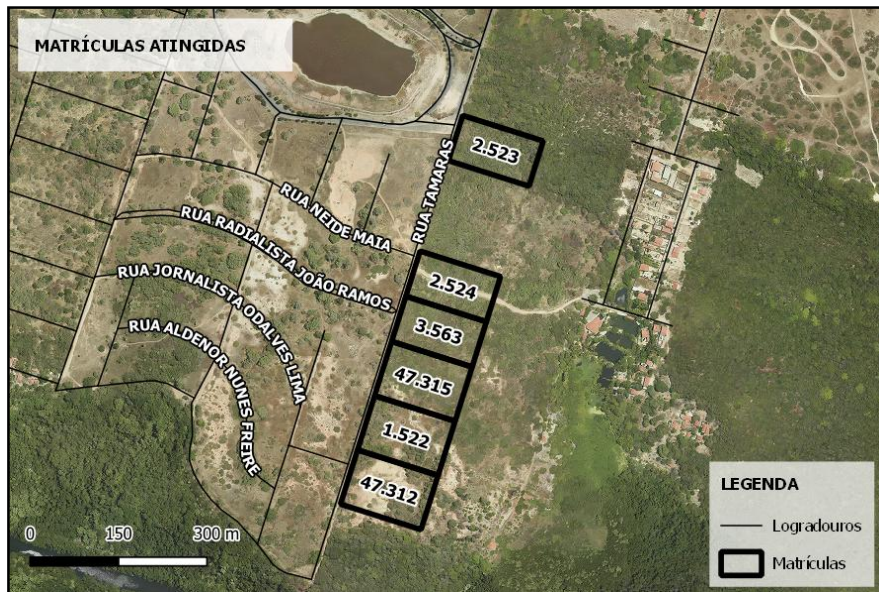 MATRÍCULAS ATINGIDAS
2.523
RUA TAMARAS
RUA NEIDE MAIA
RUA RADIALISTA JOÃO RAMOS
2.524
RUA JORNALISTA ODALVES LIMA
3.563
RUA ALDENOR NUNES FREIRE
47.315
1.522
47.312
0 150 300 m
LEGENDA
Logradouros
Matrículas